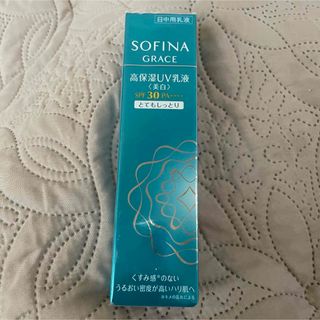 日中用乳液
SOFINA
GRACE
高保湿UV乳液
〈美白〉
SPF30 PA++++
とてもしっとり
くすみ感*のない
うるおい密度が高いハリ肌へ